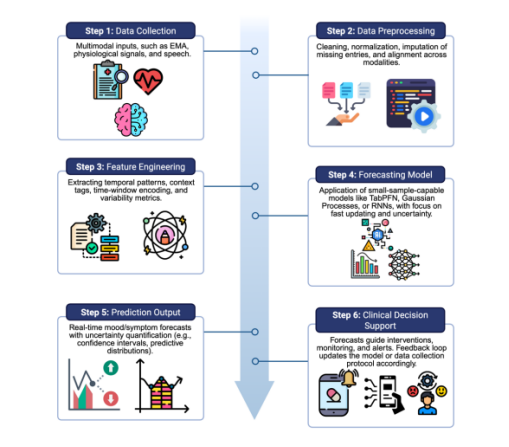 Step 1: Data Collection
Multimodal inputs, such as EMA,
physiological signals, and speech.
Step 2: Data Preprocessing
Cleaning, normalization, imputation of
missing entries, and alignment across
modalities.
Step 3: Feature Engineering
Extracting temporal patterns, context
tags, time-window encoding, and
variability metrics.
Step 4: Forecasting Model
Application of small-sample-capable
models like TabPFN, Gaussian
Processes, or RNNs, with focus on
fast updating and uncertainty.
Step 5: Prediction Output
Real-time mood/symptom forecasts
with uncertainty quantification (e.g.,
confidence intervals, predictive
distributions).
Step 6: Clinical Decision
Support
Forecasts guide interventions,
monitoring, and alerts. Feedback loop
updates the model or data collection
protocol accordingly.